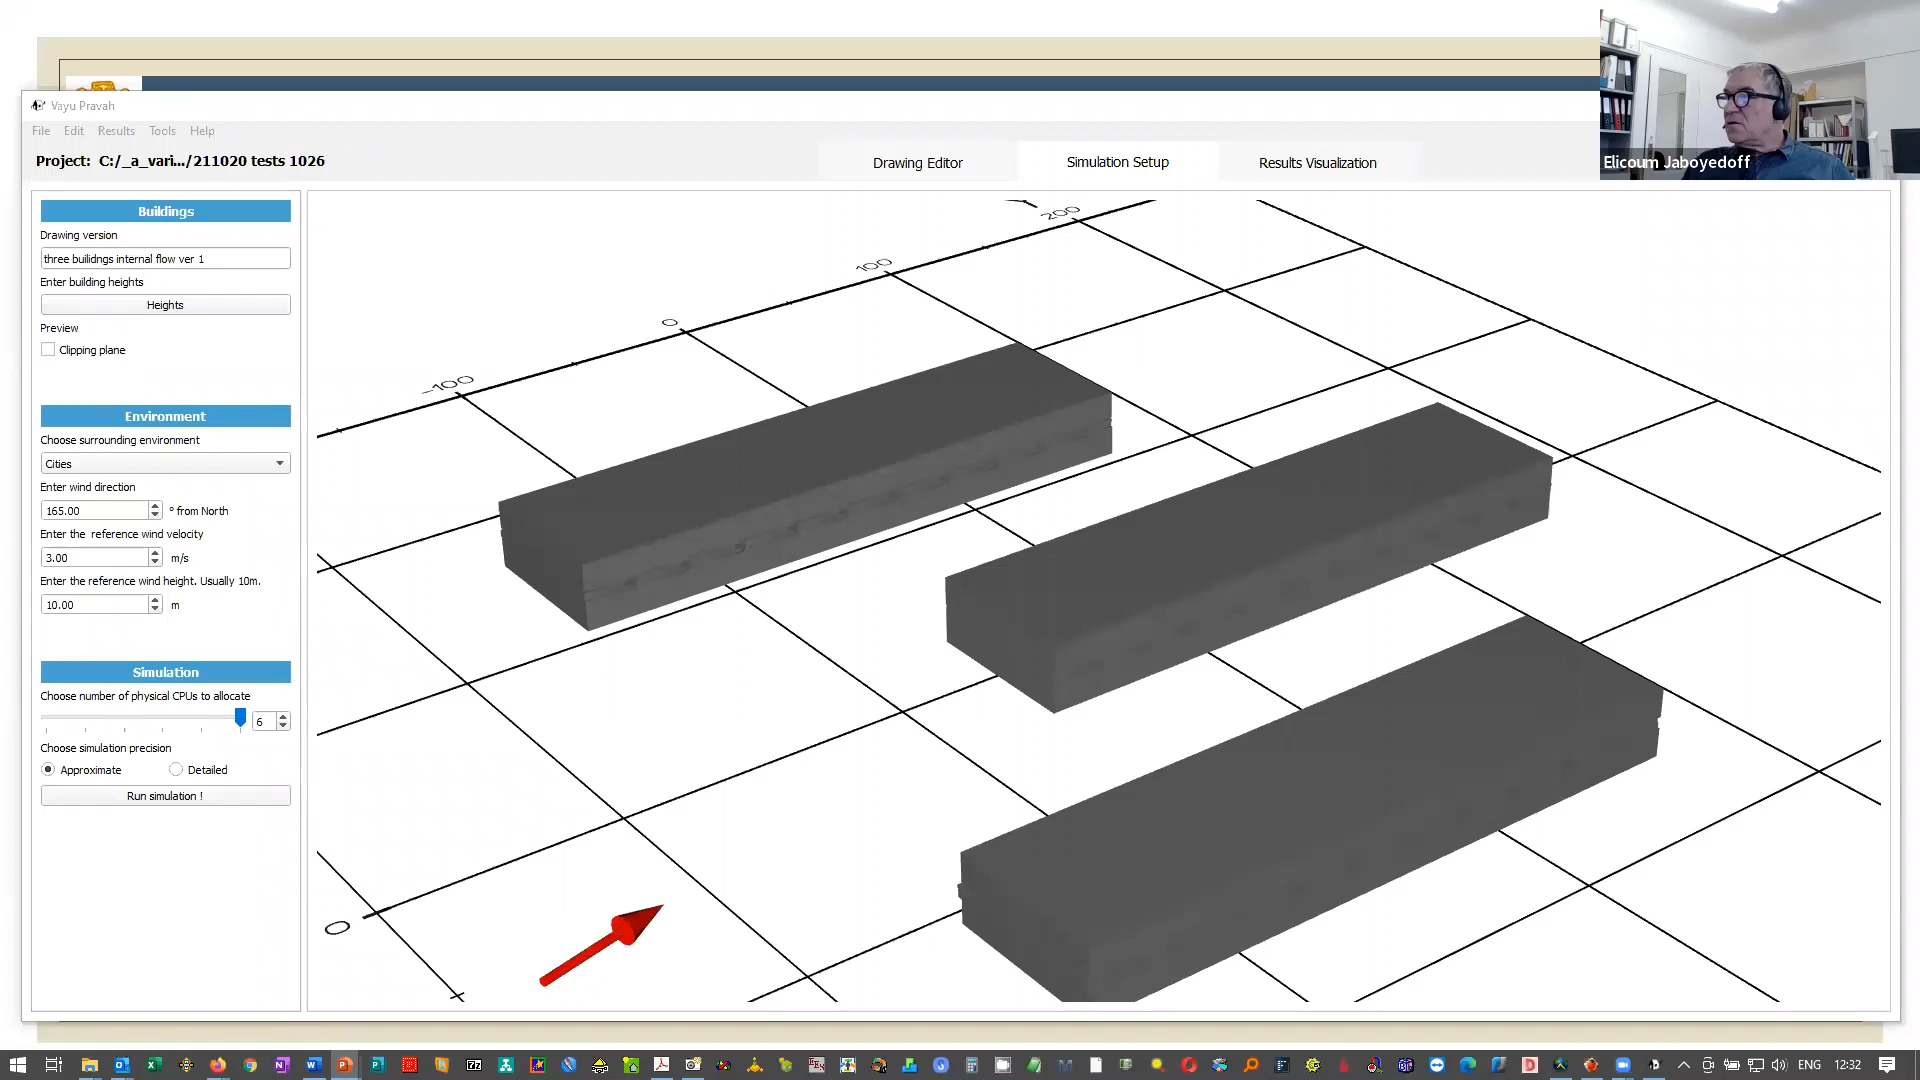 Vayu Pravah
File Edit Results Tools Help
Project: C:/_a_vari.../211020 tests 1026
Drawing Editor
Simulation Setup
Results Visualization
Elicoum Jaboyedoff
Buildings
Drawing version
three builidngs internal flow ver 1
Enter building heights
Heights
Preview
Clipping plane
Environment
Choose surrounding environment
Cities
Enter wind direction
165.00 ° from North
Enter the reference wind velocity
3.00 m/s
Enter the reference wind height. Usually 10m.
10.00 m
Simulation
Choose number of physical CPUs to allocate
6
Choose simulation precision
Approximate Detailed
Run simulation !
200
100
0
-100
0
ENG 12:32